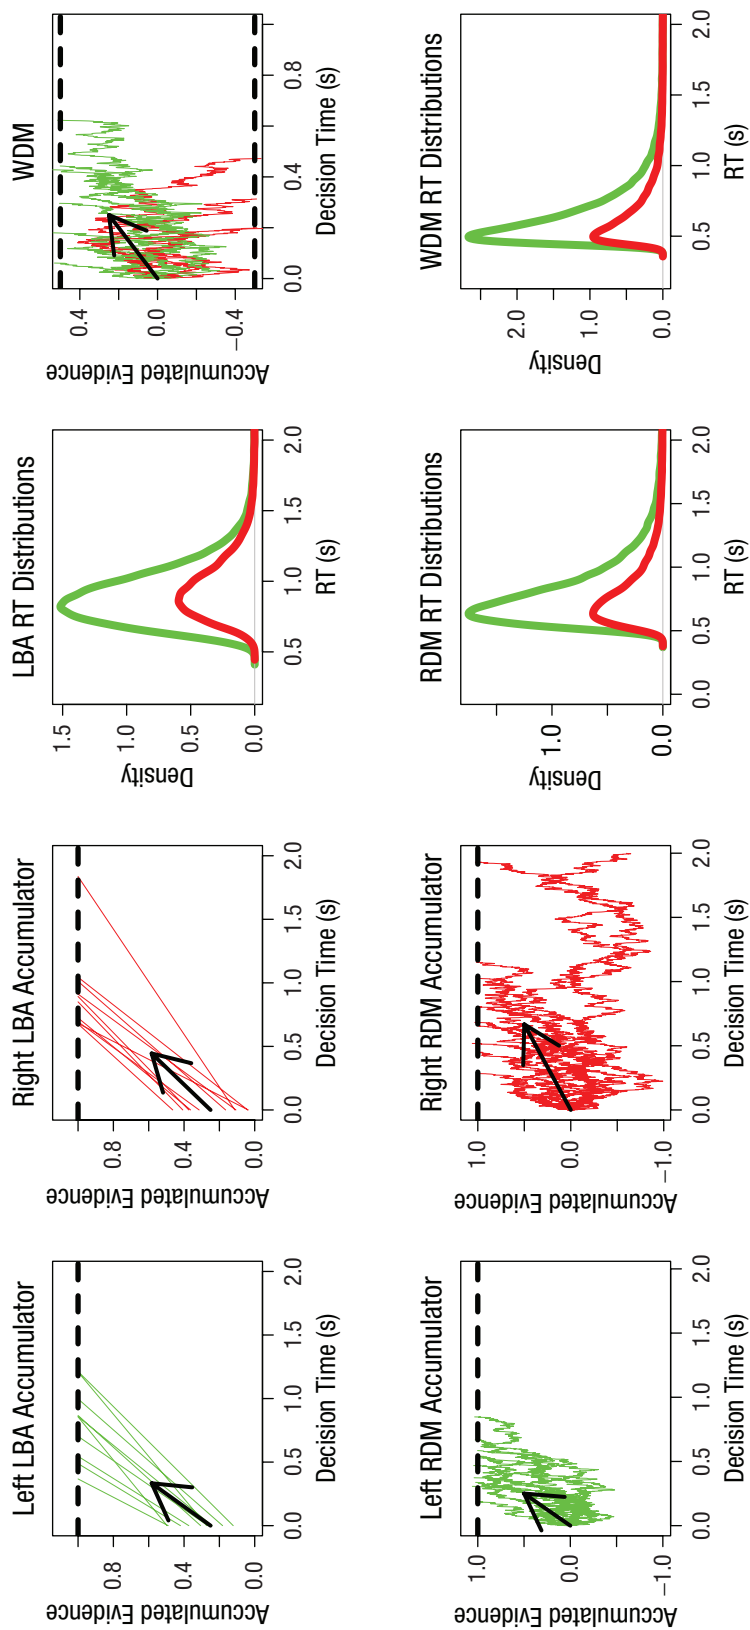 Left LBA Accumulator
Accumulated Evidence
0.8
0.4
0.0
0.0 0.5 1.0 1.5 2.0
Decision Time (s)
Right LBA Accumulator
Accumulated Evidence
0.8
0.4
0.0
0.0 0.5 1.0 1.5 2.0
Decision Time (s)
LBA RT Distributions
Density
1.5
1.0
0.5
0.0
0.5 1.0 1.5 2.0
RT (s)
WDM
Accumulated Evidence
0.4
0.0
−0.4
0.0 0.4 0.8
Decision Time (s)
Left RDM Accumulator
Accumulated Evidence
1.0
0.0
−1.0
0.0 0.5 1.0 1.5 2.0
Decision Time (s)
Right RDM Accumulator
Accumulated Evidence
1.0
0.0
−1.0
0.0 0.5 1.0 1.5 2.0
Decision Time (s)
RDM RT Distributions
Density
1.0
0.0
0.0 0.5 1.0 1.5 2.0
RT (s)
WDM RT Distributions
Density
2.0
1.0
0.0
0.5 1.0 1.5 2.0
RT (s)